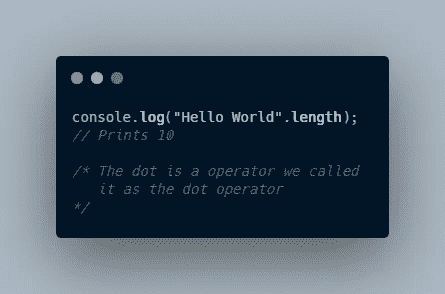 console.log("Hello World".length);
// Prints 10
/* The dot is a operator we called
it as the dot operator
*/